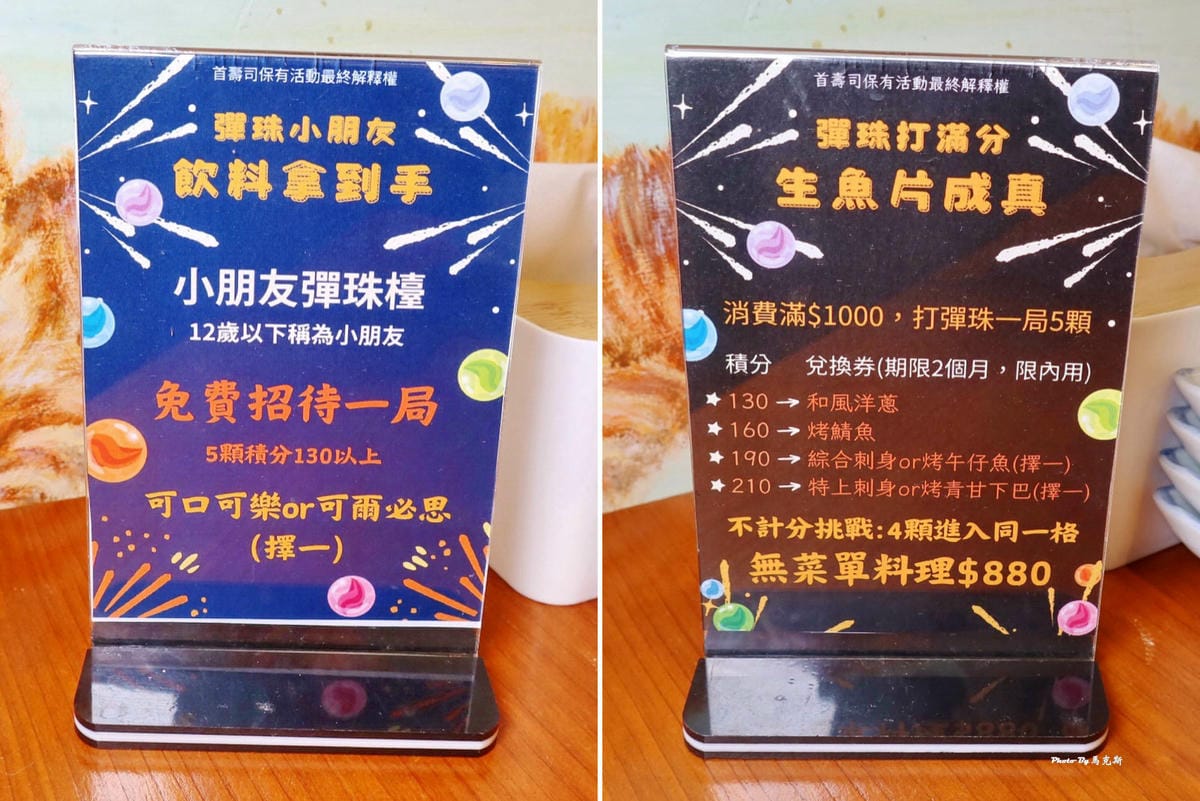 首壽司保有活動最終解釋權
彈珠小朋友
飲料拿到手
小朋友彈珠檯
12歲以下稱為小朋友
免費招待一局
5顆積分130以上
可口可樂or可爾必思
(擇一)
首壽司保有活動最終解釋權
彈珠打滿分
生魚片成真
消費滿$1000，打彈珠一局5顆
積分 兌換券(期限2個月，限內用)
130→和風洋蔥
160→烤鯖魚
190→綜合刺身or烤午仔魚(擇一)
210→特上刺身or烤青甘下巴(擇一)
不計分挑戰:4顆進入同一格
無菜單料理$880
Photo By 馬克斯